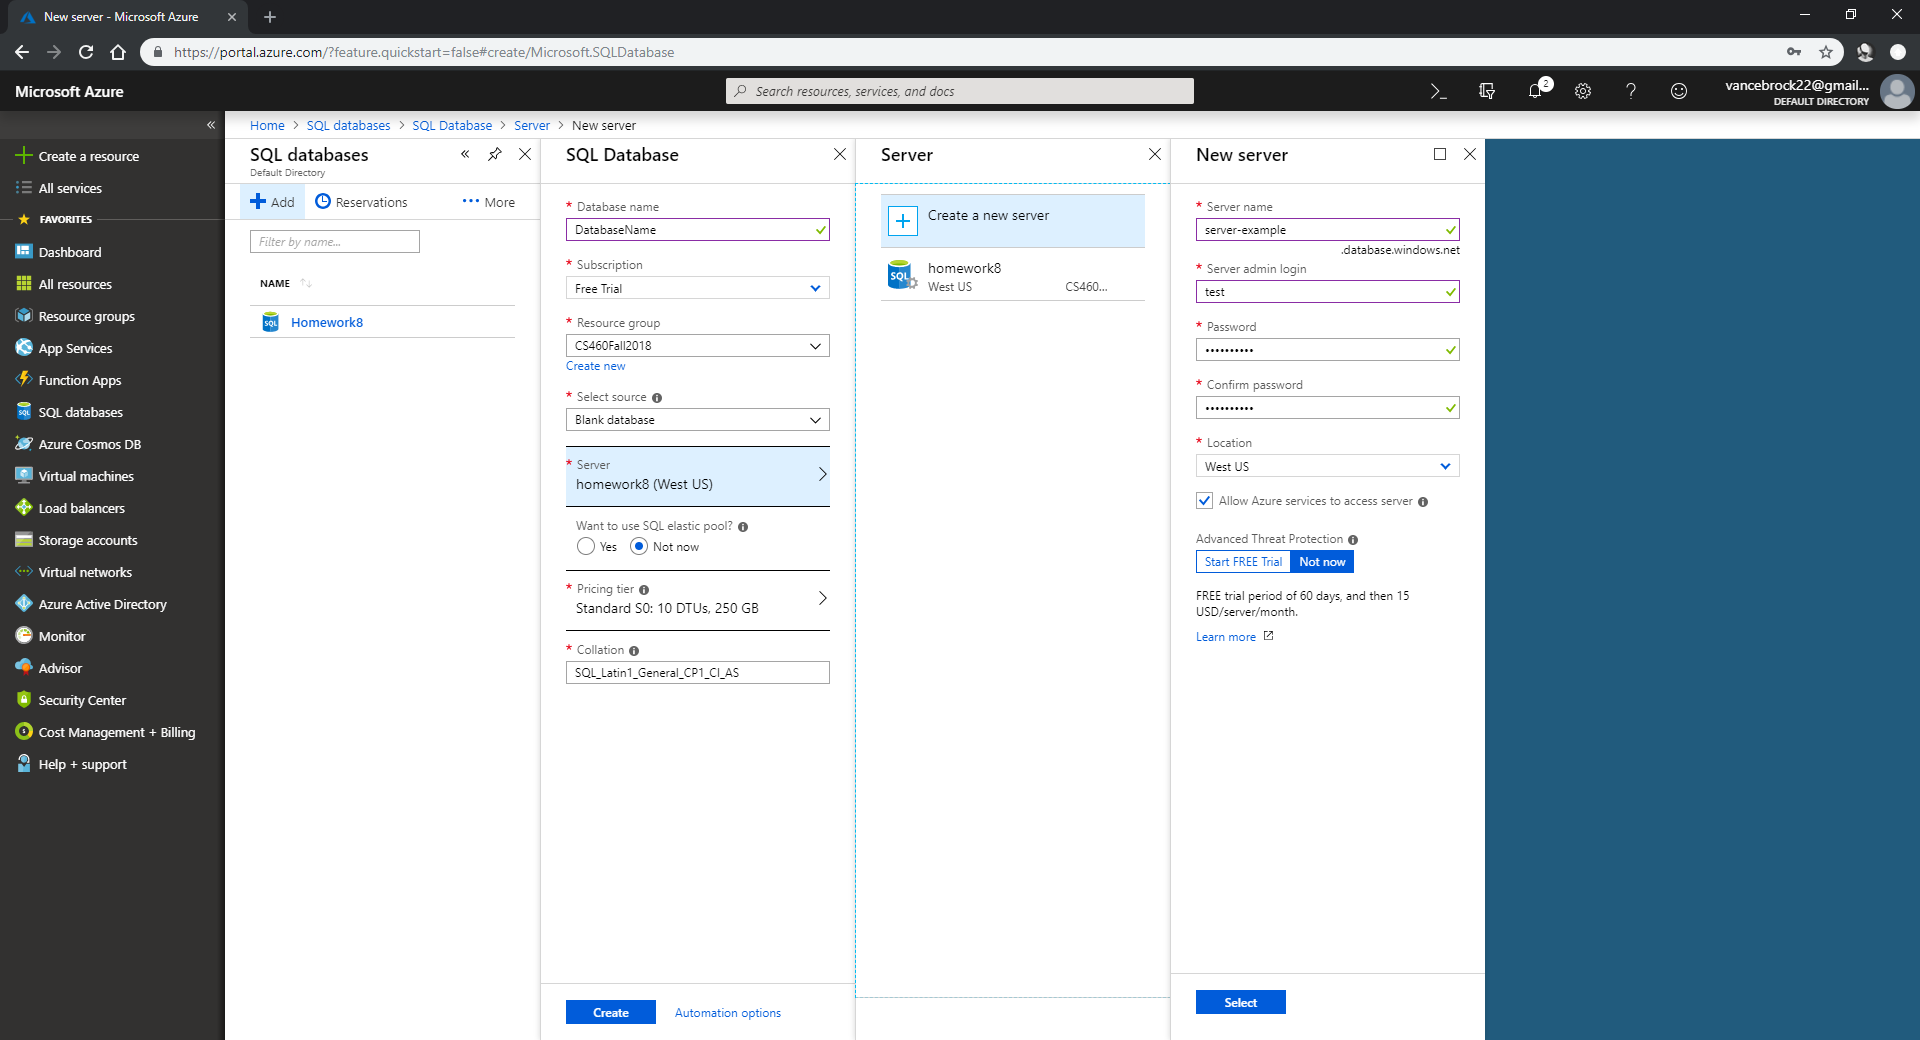 New server - Microsoft Azure
https://portal.azure.com/?feature.quickstart=false#create/Microsoft.SQLDatabase
Microsoft Azure
Search resources, services, and docs
2
vancebrock22@gmail...
DEFAULT DIRECTORY
Home > SQL databases > SQL Database > Server > New server
Create a resource
All services
FAVORITES
Dashboard
All resources
Resource groups
App Services
Function Apps
SQL databases
Azure Cosmos DB
Virtual machines
Load balancers
Storage accounts
Virtual networks
Azure Active Directory
Monitor
Advisor
Security Center
Cost Management + Billing
Help + support
SQL databases
Default Directory
Add
Reservations
More
Filter by name...
NAME
SQL
Homework8
SQL Database
* Database name
DatabaseName
* Subscription
Free Trial
* Resource group
CS460Fall2018
Create new
* Select source
Blank database
* Server
homework8 (West US)
Want to use SQL elastic pool?
Yes
Not now
* Pricing tier
Standard S0: 10 DTUs, 250 GB
* Collation
SQL_Latin1_General_CP1_CI_AS
Create
Automation options
Server
Create a new server
SQL
homework8
West US
CS460...
New server
* Server name
server-example
.database.windows.net
* Server admin login
test
* Password
••••••••••
* Confirm password
••••••••••
* Location
West US
Allow Azure services to access server
Advanced Threat Protection
Start FREE Trial
Not now
FREE trial period of 60 days, and then 15
USD/server/month.
Learn more
Select